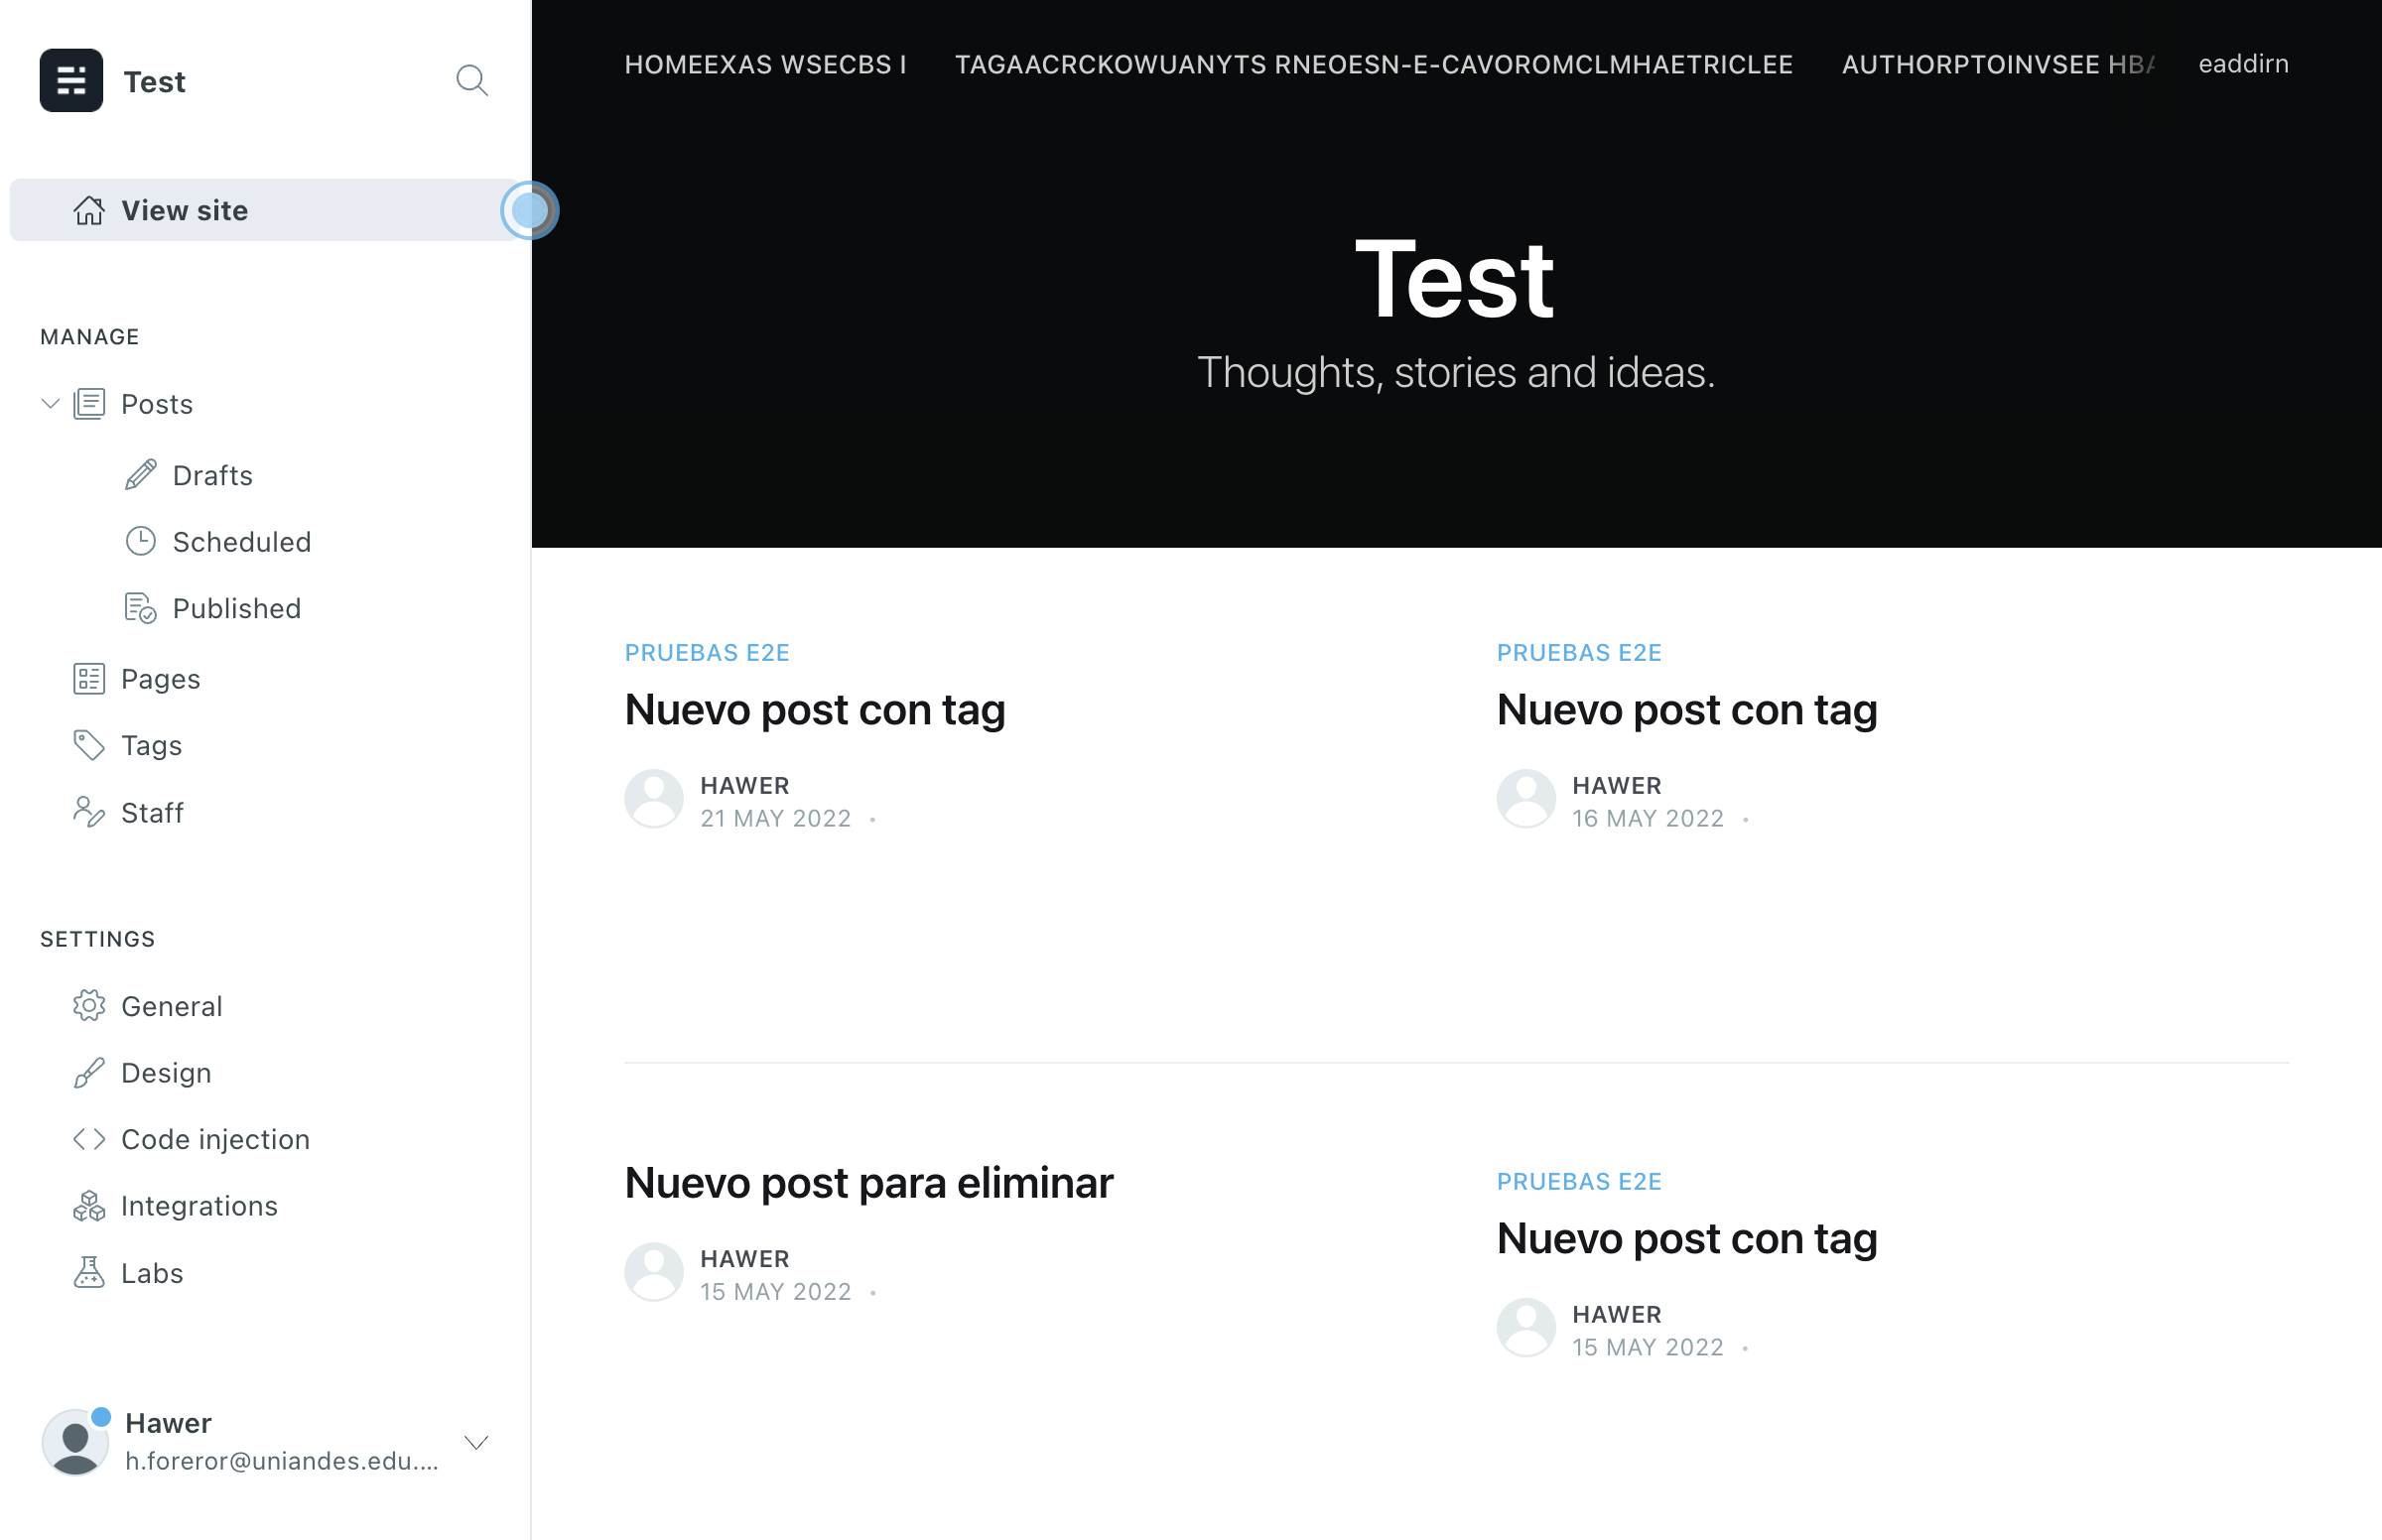 Test
View site
MANAGE
Posts
Drafts
Scheduled
Published
Pages
Tags
Staff
SETTINGS
General
Design
Code injection
Integrations
Labs
Hawer
h.foreror@uniandes.edu....
HOMEEXAS WSECBS I TAGAACRCKOWUANYTS RNEOESN-E-CAVOROMCLMHAETRICLEE AUTHORPTOINVSEE HBA eaddirn
Test
Thoughts, stories and ideas.
PRUEBAS E2E
Nuevo post con tag
HAWER
21 MAY 2022 •
PRUEBAS E2E
Nuevo post con tag
HAWER
16 MAY 2022 •
Nuevo post para eliminar
HAWER
15 MAY 2022 •
PRUEBAS E2E
Nuevo post con tag
HAWER
15 MAY 2022 •